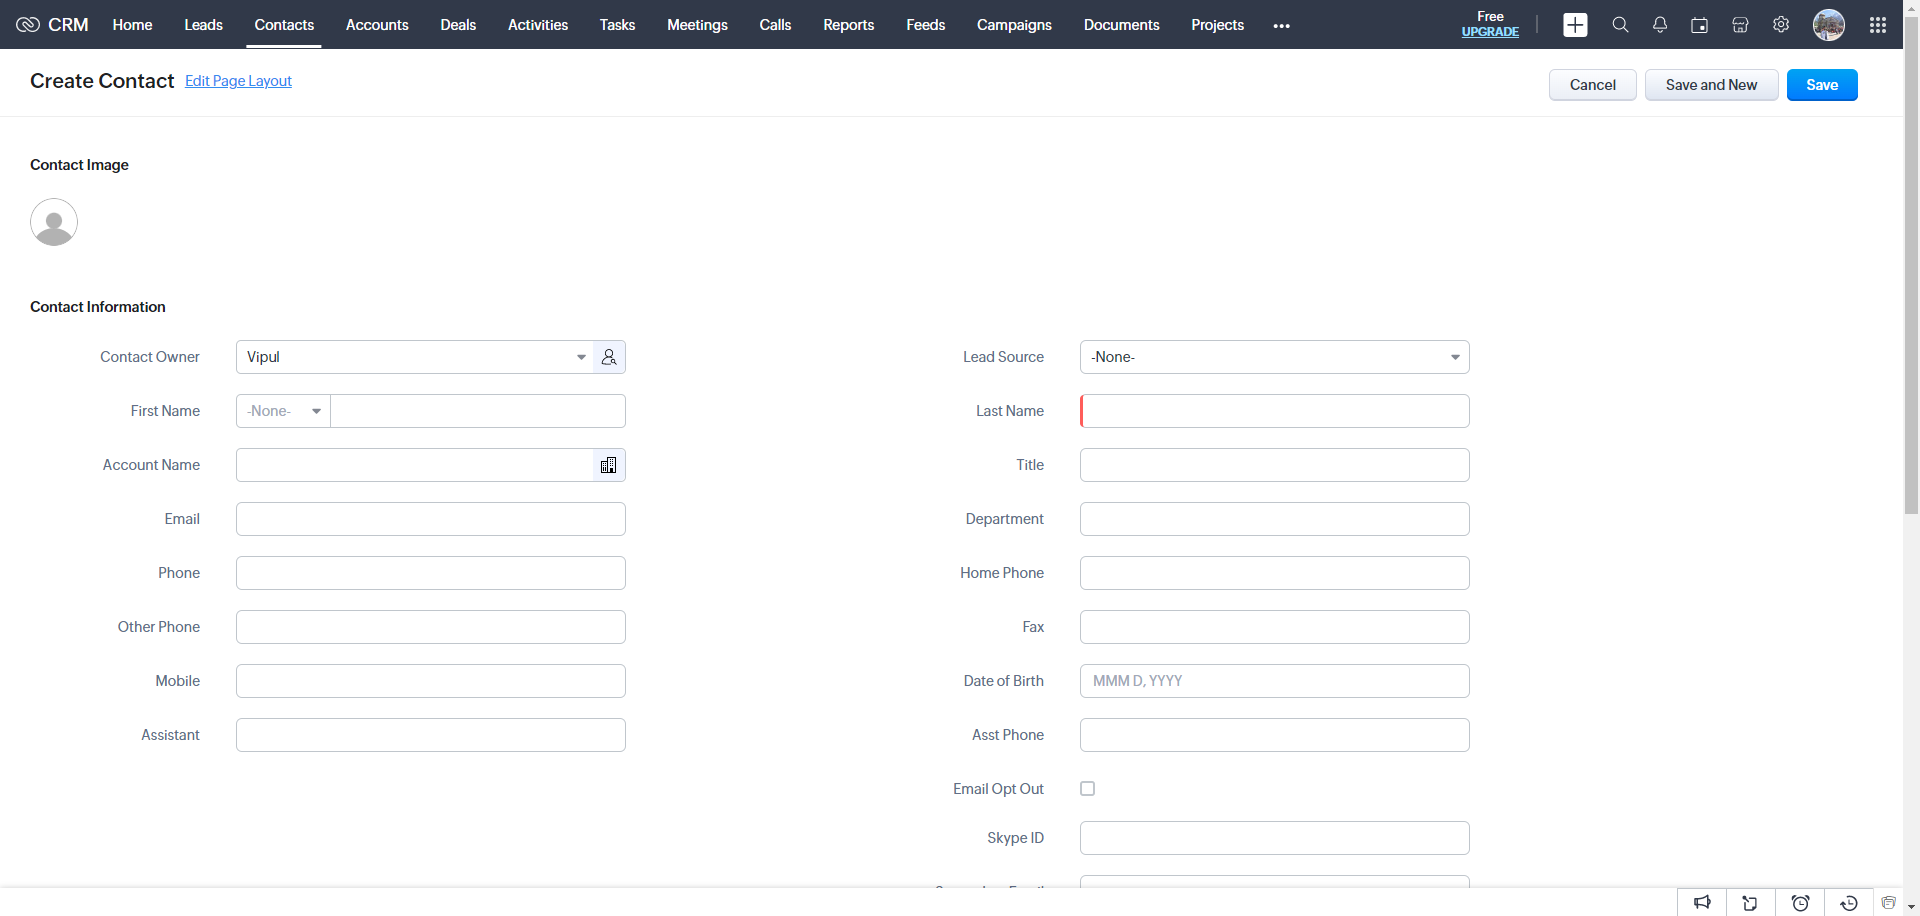 CRM Home Leads Contacts Accounts Deals Activities Tasks Meetings Calls Reports Feeds Campaigns Documents Projects ••• Free
UPGRADE
Create Contact Edit Page Layout Cancel Save and New Save
Contact Image
Contact Information
Contact Owner Vipul Lead Source -None-
First Name -None- Last Name
Account Name Title
Email Department
Phone Home Phone
Other Phone Fax
Mobile Date of Birth MMM D, YYYY
Assistant Asst Phone
Email Opt Out
Skype ID